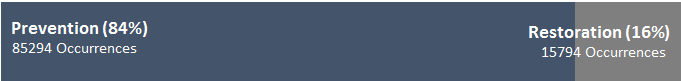 Prevention (84%)
85294 Occurrences
Restoration (16%)
15794 Occurrences